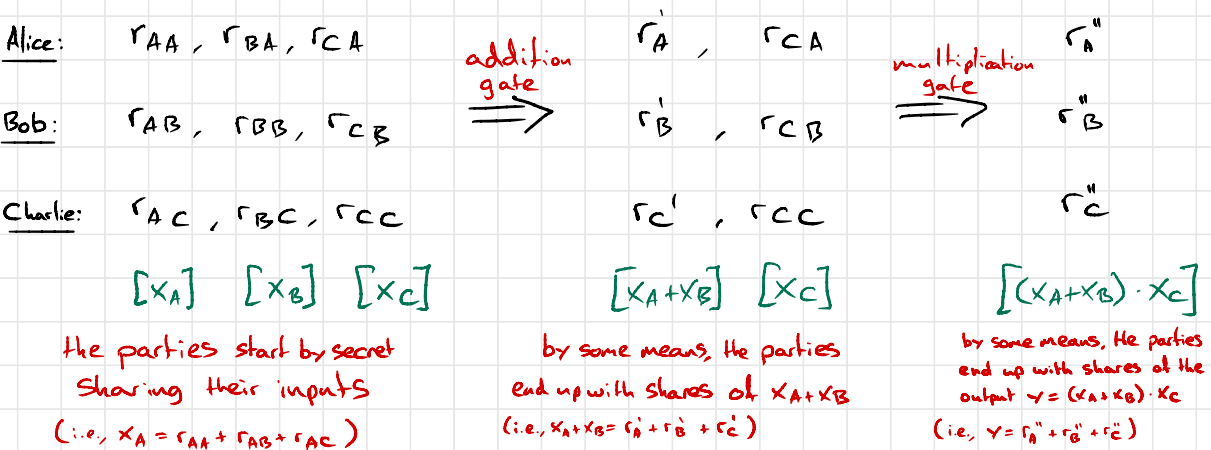 Alice: r_AA, r_BA, r_CA
addition gate
r'_A, r_CA
multiplication gate
r''_A
Bob: r_AB, r_BB, r_CB
r'_B, r_CB
r''_B
Charlie: r_AC, r_BC, r_CC
r'_C, r_CC
r''_C
[x_A] [x_B] [x_C]
[x_A+x_B] [x_C]
[(x_A+x_B)·x_C]
the parties start by secret
sharing their inputs
(i.e., x_A = r_AA + r_AB + r_AC)
by some means, the parties
end up with shares of x_A+x_B
(i.e., x_A+x_B = r'_A + r'_B + r'_C)
by some means, the parties
end up with shares of the
output y = (x_A+x_B)·x_C
(i.e., y = r''_A + r''_B + r''_C)